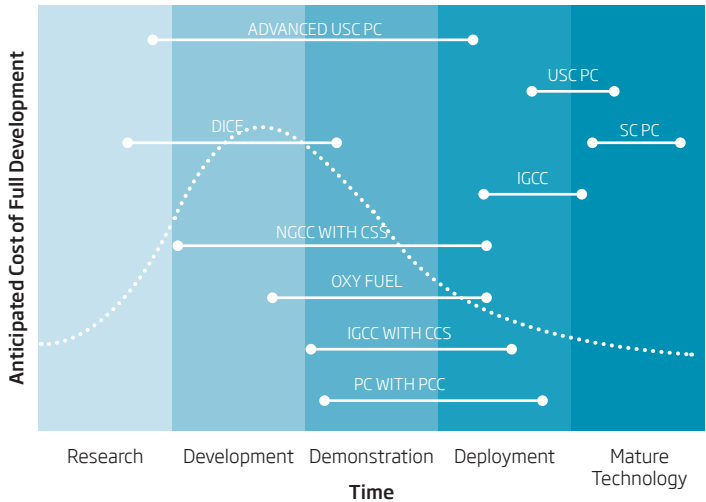 Anticipated Cost of Full Development
ADVANCED USC PC
USC PC
DICE
SC PC
IGCC
NGCC WITH CSS
OXY FUEL
IGCC WITH CCS
PC WITH PCC
Research
Development
Demonstration
Deployment
Mature
Technology
Time